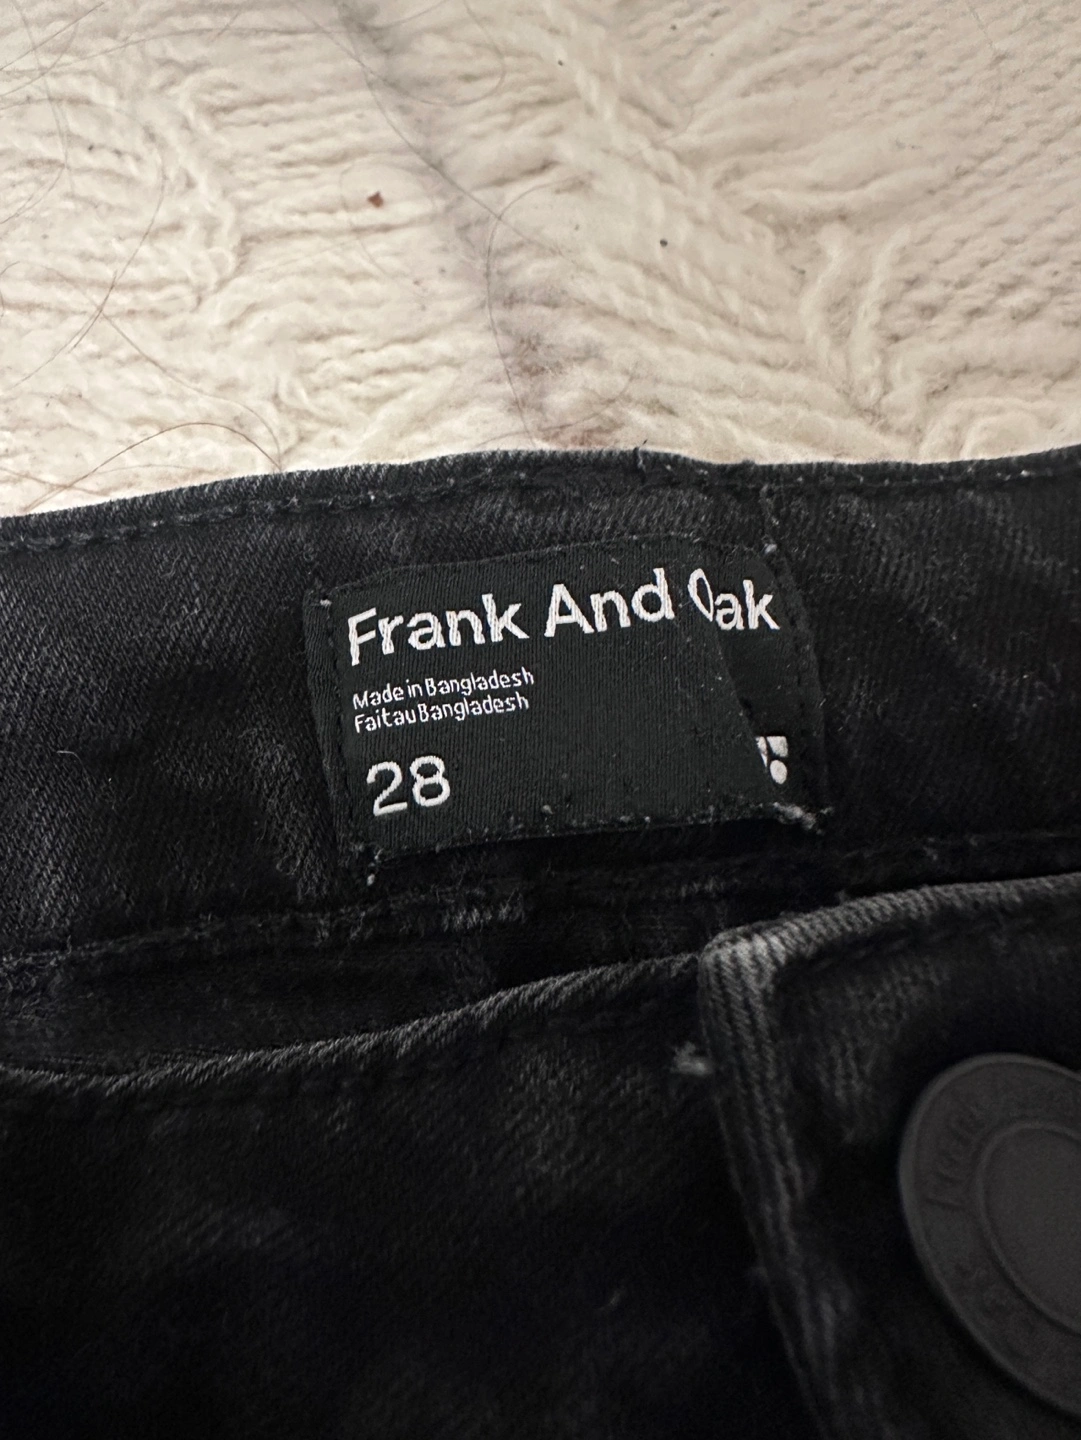 Frank And Oak
Made in Bangladesh
Fait au Bangladesh
28